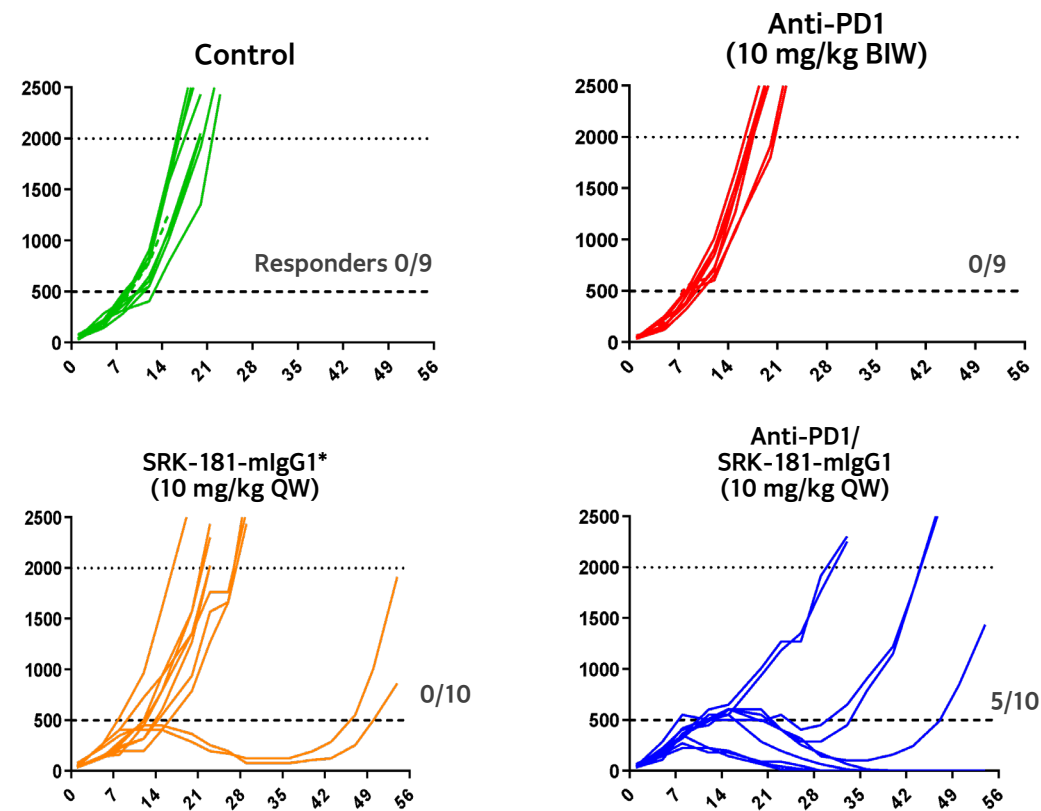 Control
2500
2000
1500
1000
500
0
Responders 0/9
0 7 14 21 28 35 42 49 56
Anti-PD1
(10 mg/kg BIW)
2500
2000
1500
1000
500
0
0/9
0 7 14 21 28 35 42 49 56
SRK-181-mIgG1*
(10 mg/kg QW)
2500
2000
1500
1000
500
0
0/10
0 7 14 21 28 35 42 49 56
Anti-PD1/
SRK-181-mIgG1
(10 mg/kg QW)
2500
2000
1500
1000
500
0
5/10
0 7 14 21 28 35 42 49 56